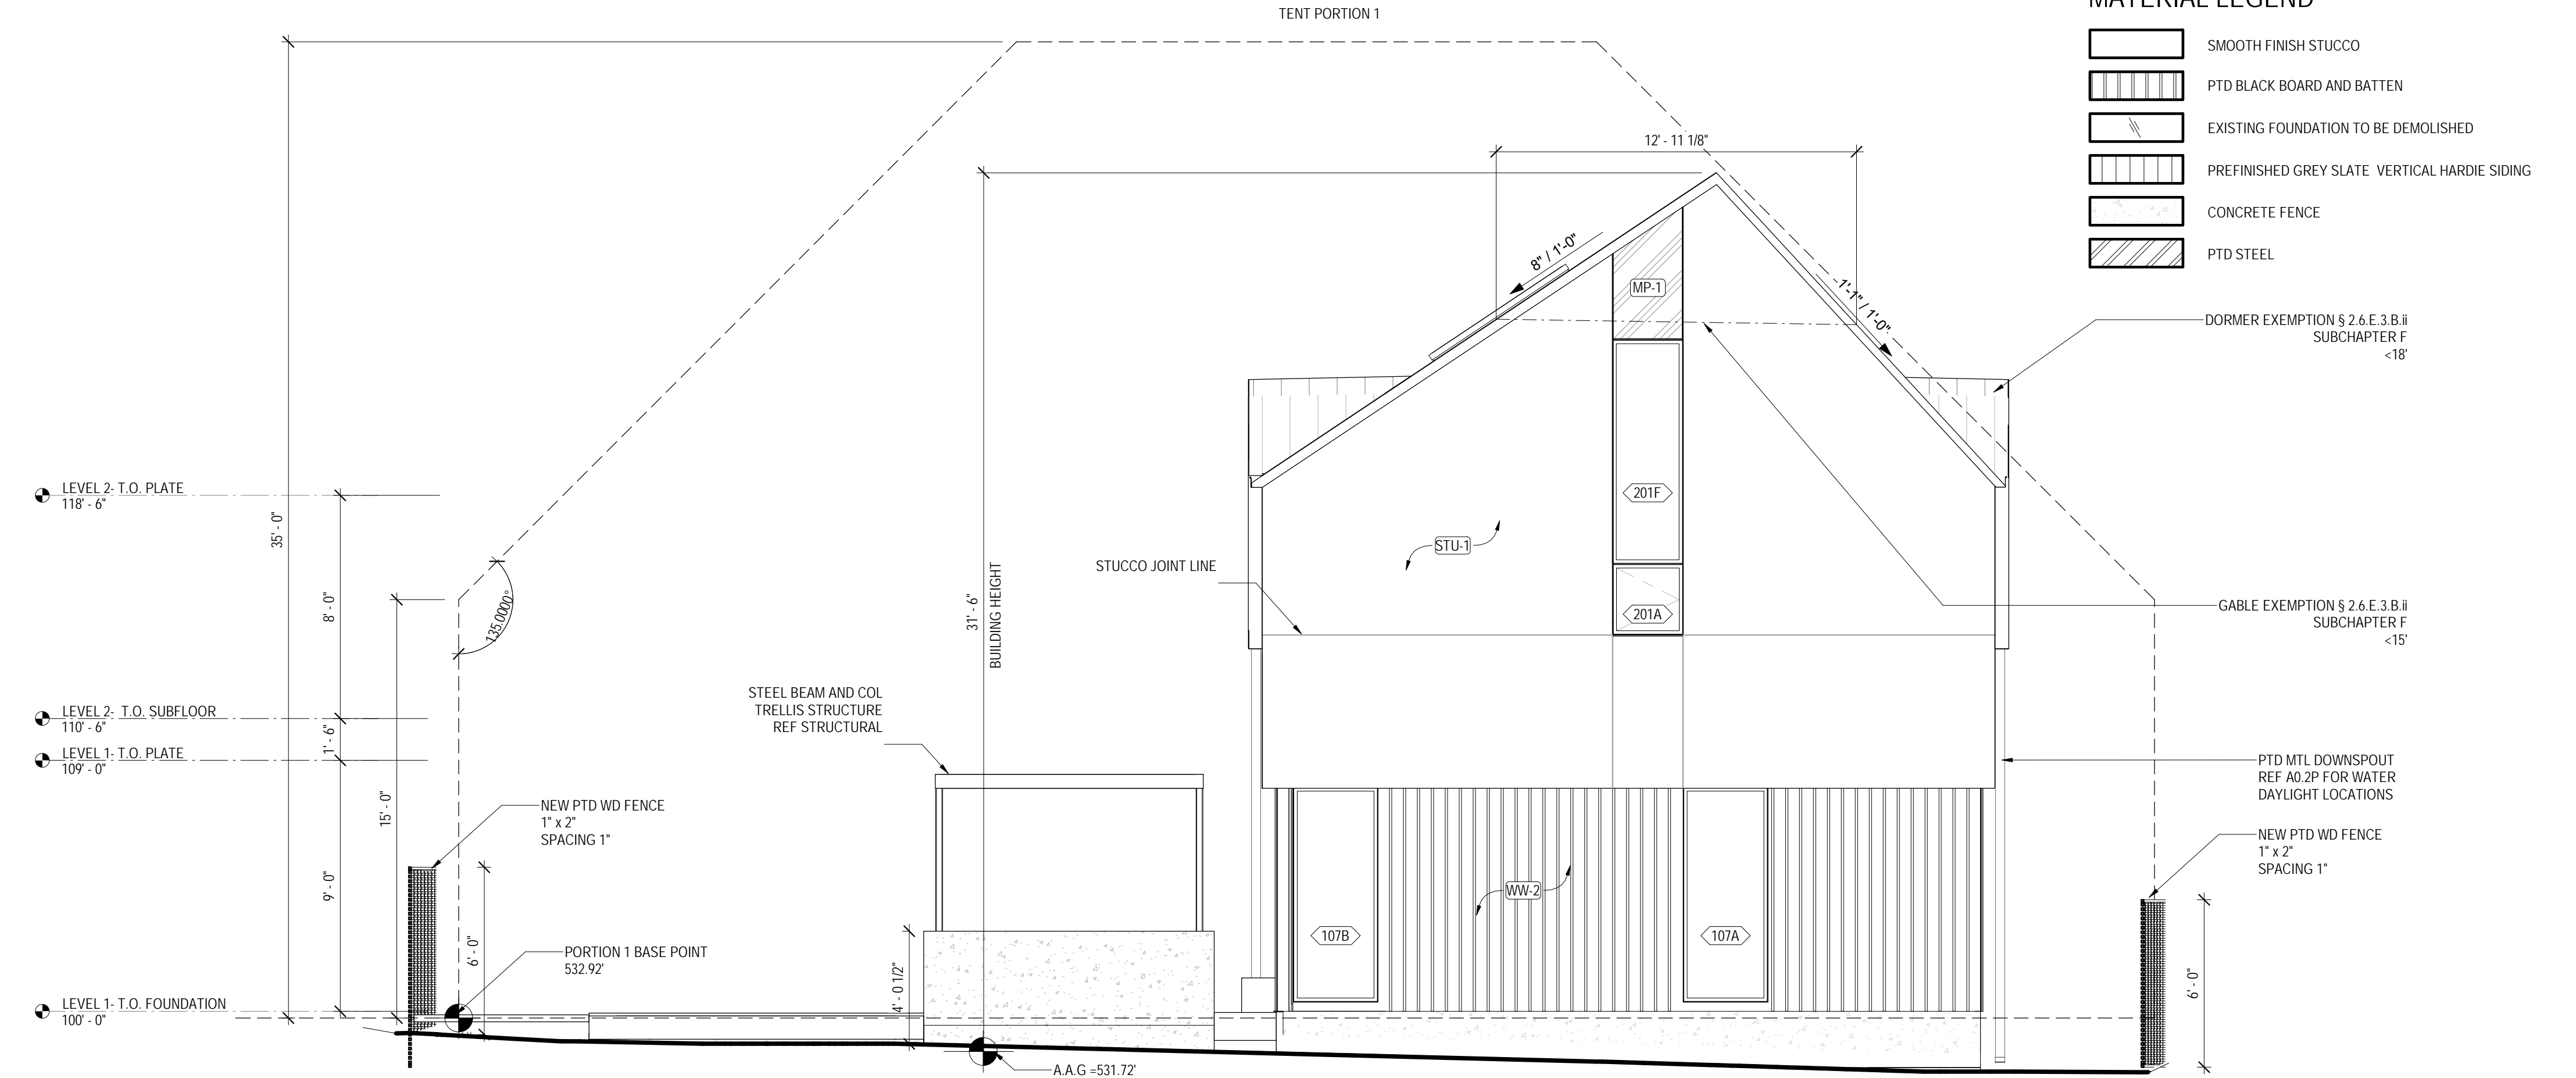 TENT PORTION 1
MATERIAL LEGEND
SMOOTH FINISH STUCCO
PTD BLACK BOARD AND BATTEN
EXISTING FOUNDATION TO BE DEMOLISHED
PREFINISHED GREY SLATE VERTICAL HARDIE SIDING
CONCRETE FENCE
PTD STEEL
12' - 11 1/8"
8" / 1'-0"
1'-1" / 1'-0"
MP-1
DORMER EXEMPTION § 2.6.E.3.B.ii
SUBCHAPTER F
<18'
LEVEL 2- T.O. PLATE
118' - 6"
35' - 0"
201F
STU-1
STUCCO JOINT LINE
135.0000°
8' - 0"
31' - 6"
BUILDING HEIGHT
201A
GABLE EXEMPTION § 2.6.E.3.B.ii
SUBCHAPTER F
<15'
STEEL BEAM AND COL
TRELLIS STRUCTURE
REF STRUCTURAL
LEVEL 2- T.O. SUBFLOOR
110' - 6"
1' - 6"
LEVEL 1- T.O. PLATE
109' - 0"
PTD MTL DOWNSPOUT
REF A0.2P FOR WATER
DAYLIGHT LOCATIONS
15' - 0"
NEW PTD WD FENCE
1" x 2"
SPACING 1"
NEW PTD WD FENCE
1" x 2"
SPACING 1"
9' - 0"
WW-2
107B
107A
6' - 0"
PORTION 1 BASE POINT
532.92'
4' - 0 1/2"
6' - 0"
LEVEL 1- T.O. FOUNDATION
100' - 0"
A.A.G =531.72'